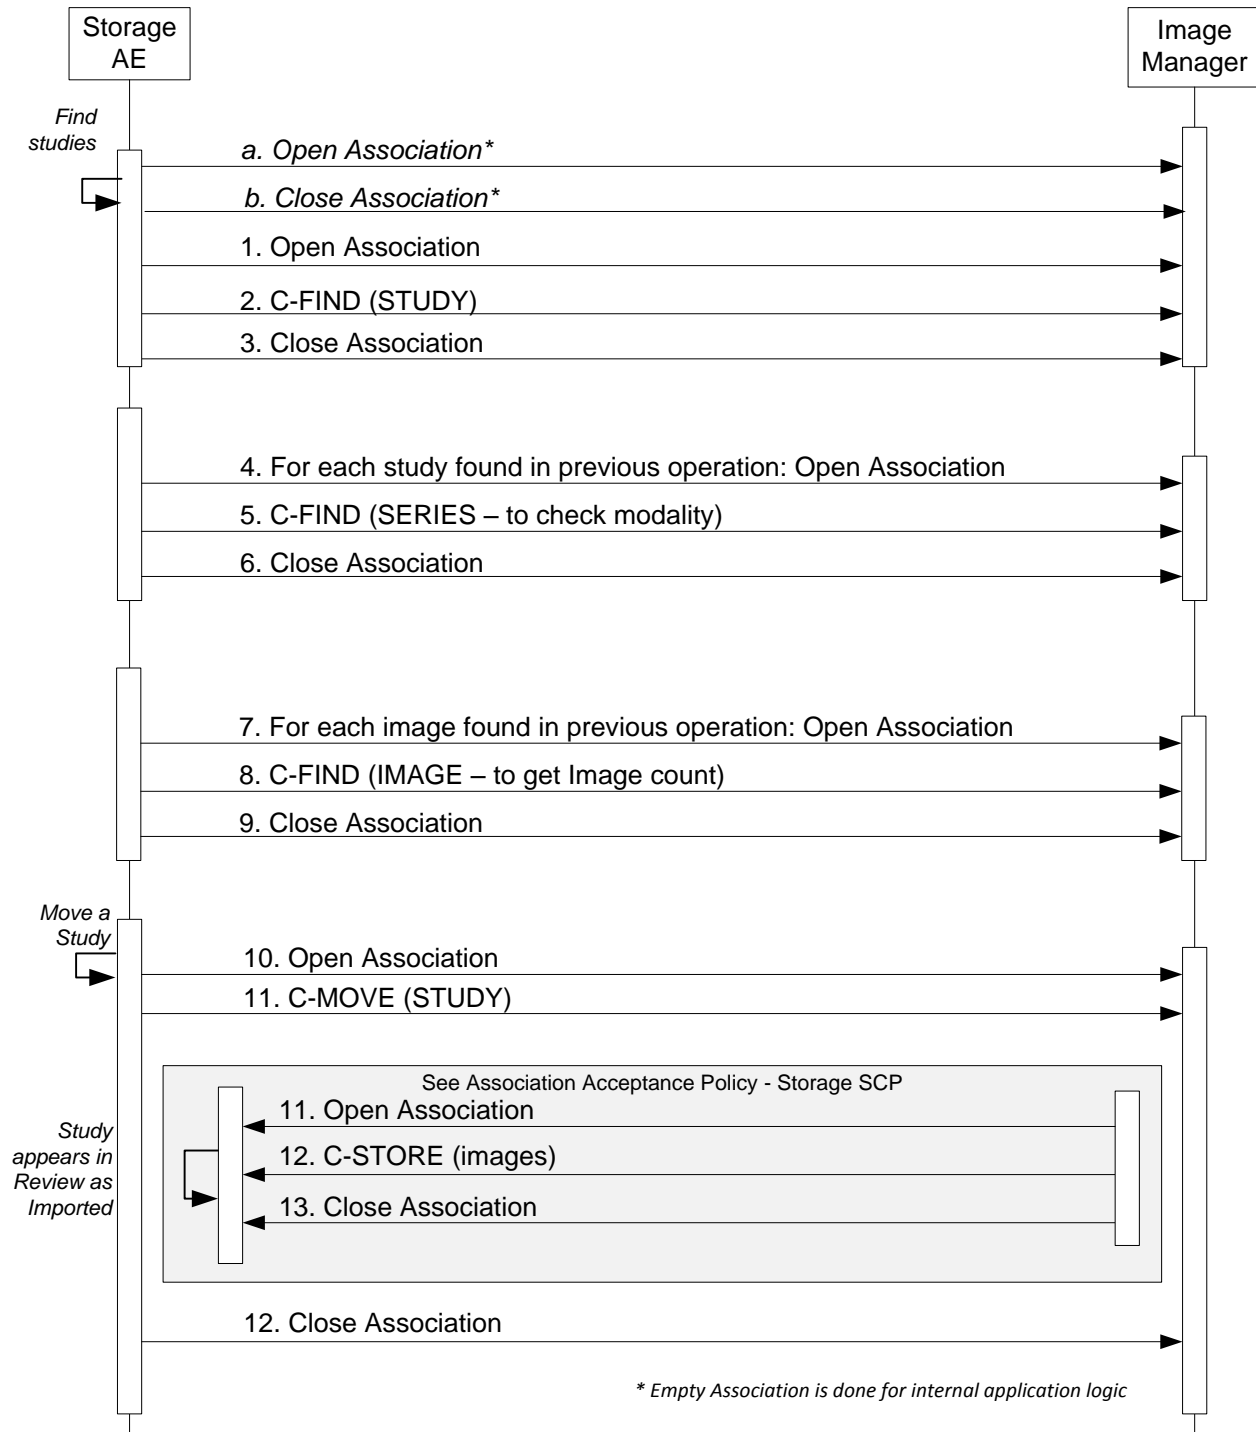 Storage
AE
Image
Manager
Find
studies
a. Open Association*
b. Close Association*
1. Open Association
2. C-FIND (STUDY)
3. Close Association
4. For each study found in previous operation: Open Association
5. C-FIND (SERIES – to check modality)
6. Close Association
7. For each image found in previous operation: Open Association
8. C-FIND (IMAGE – to get Image count)
9. Close Association
Move a
Study
10. Open Association
11. C-MOVE (STUDY)
See Association Acceptance Policy - Storage SCP
11. Open Association
12. C-STORE (images)
13. Close Association
Study
appears in
Review as
Imported
12. Close Association
* Empty Association is done for internal application logic